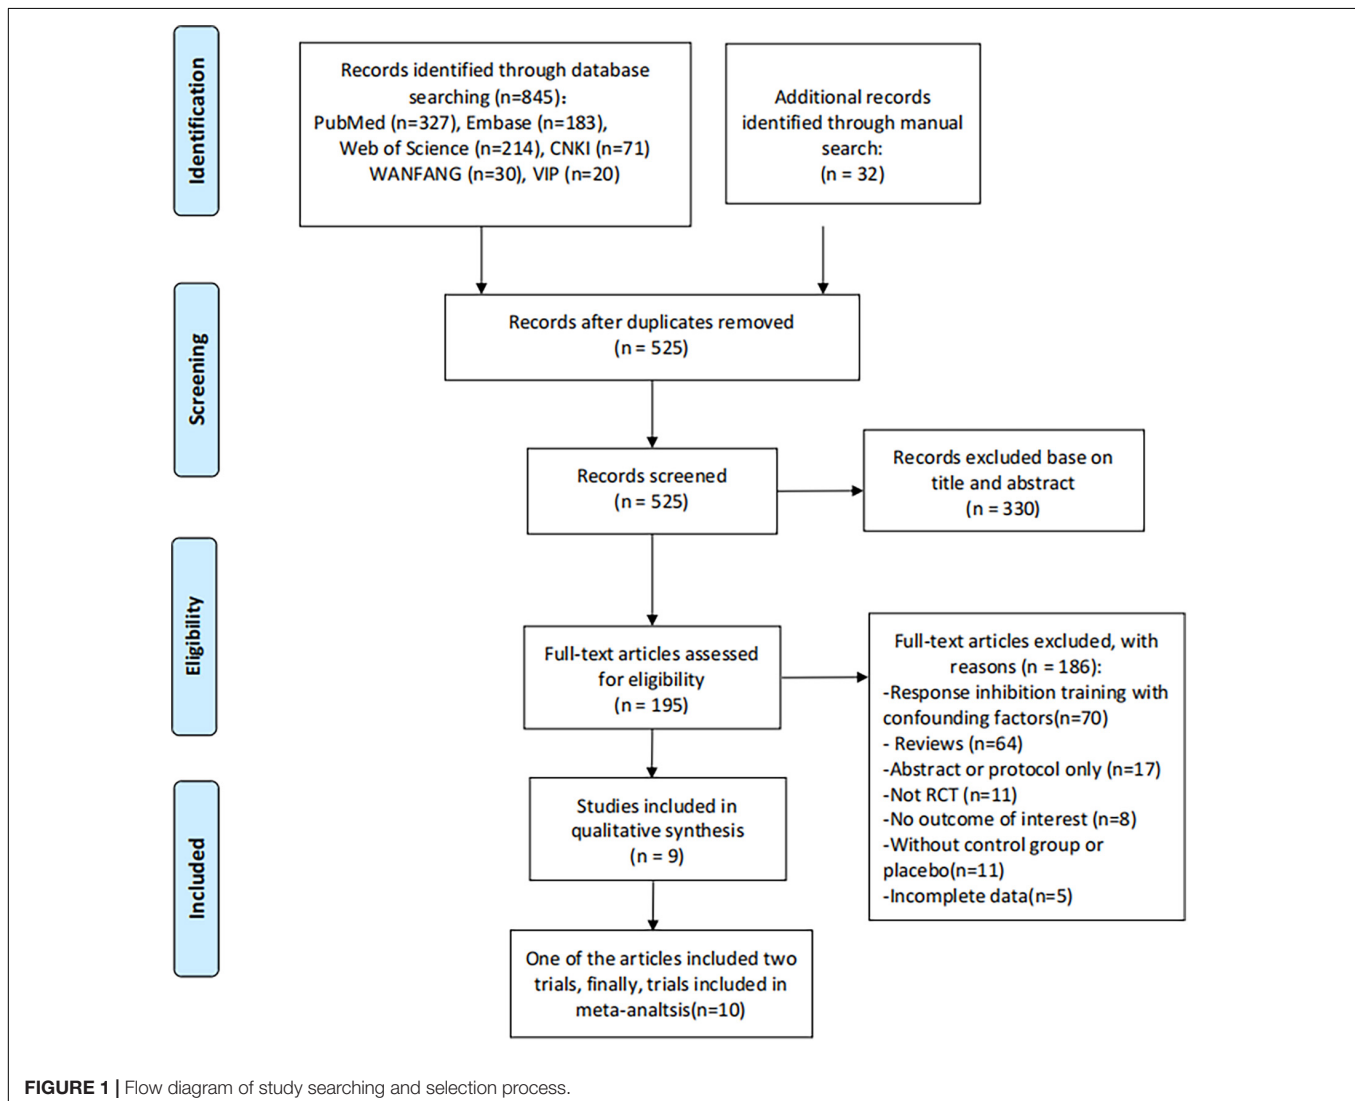 Identification
Records identified through database
searching (n=845):
PubMed (n=327), Embase (n=183),
Web of Science (n=214), CNKI (n=71)
WANFANG (n=30), VIP (n=20)
Additional records
identified through manual
search:
(n = 32)
Screening
Records after duplicates removed
(n = 525)
Records screened
(n = 525)
Records excluded base on
title and abstract
(n = 330)
Eligibility
Full-text articles assessed
for eligibility
(n = 195)
Full-text articles excluded, with
reasons (n = 186):
-Response inhibition training with
confounding factors(n=70)
- Reviews (n=64)
-Abstract or protocol only (n=17)
-Not RCT (n=11)
-No outcome of interest (n=8)
-Without control group or
placebo(n=11)
-Incomplete data(n=5)
Included
Studies included in
qualitative synthesis
(n = 9)
One of the articles included two
trials, finally, trials included in
meta-analtsis(n=10)
FIGURE 1 | Flow diagram of study searching and selection process.